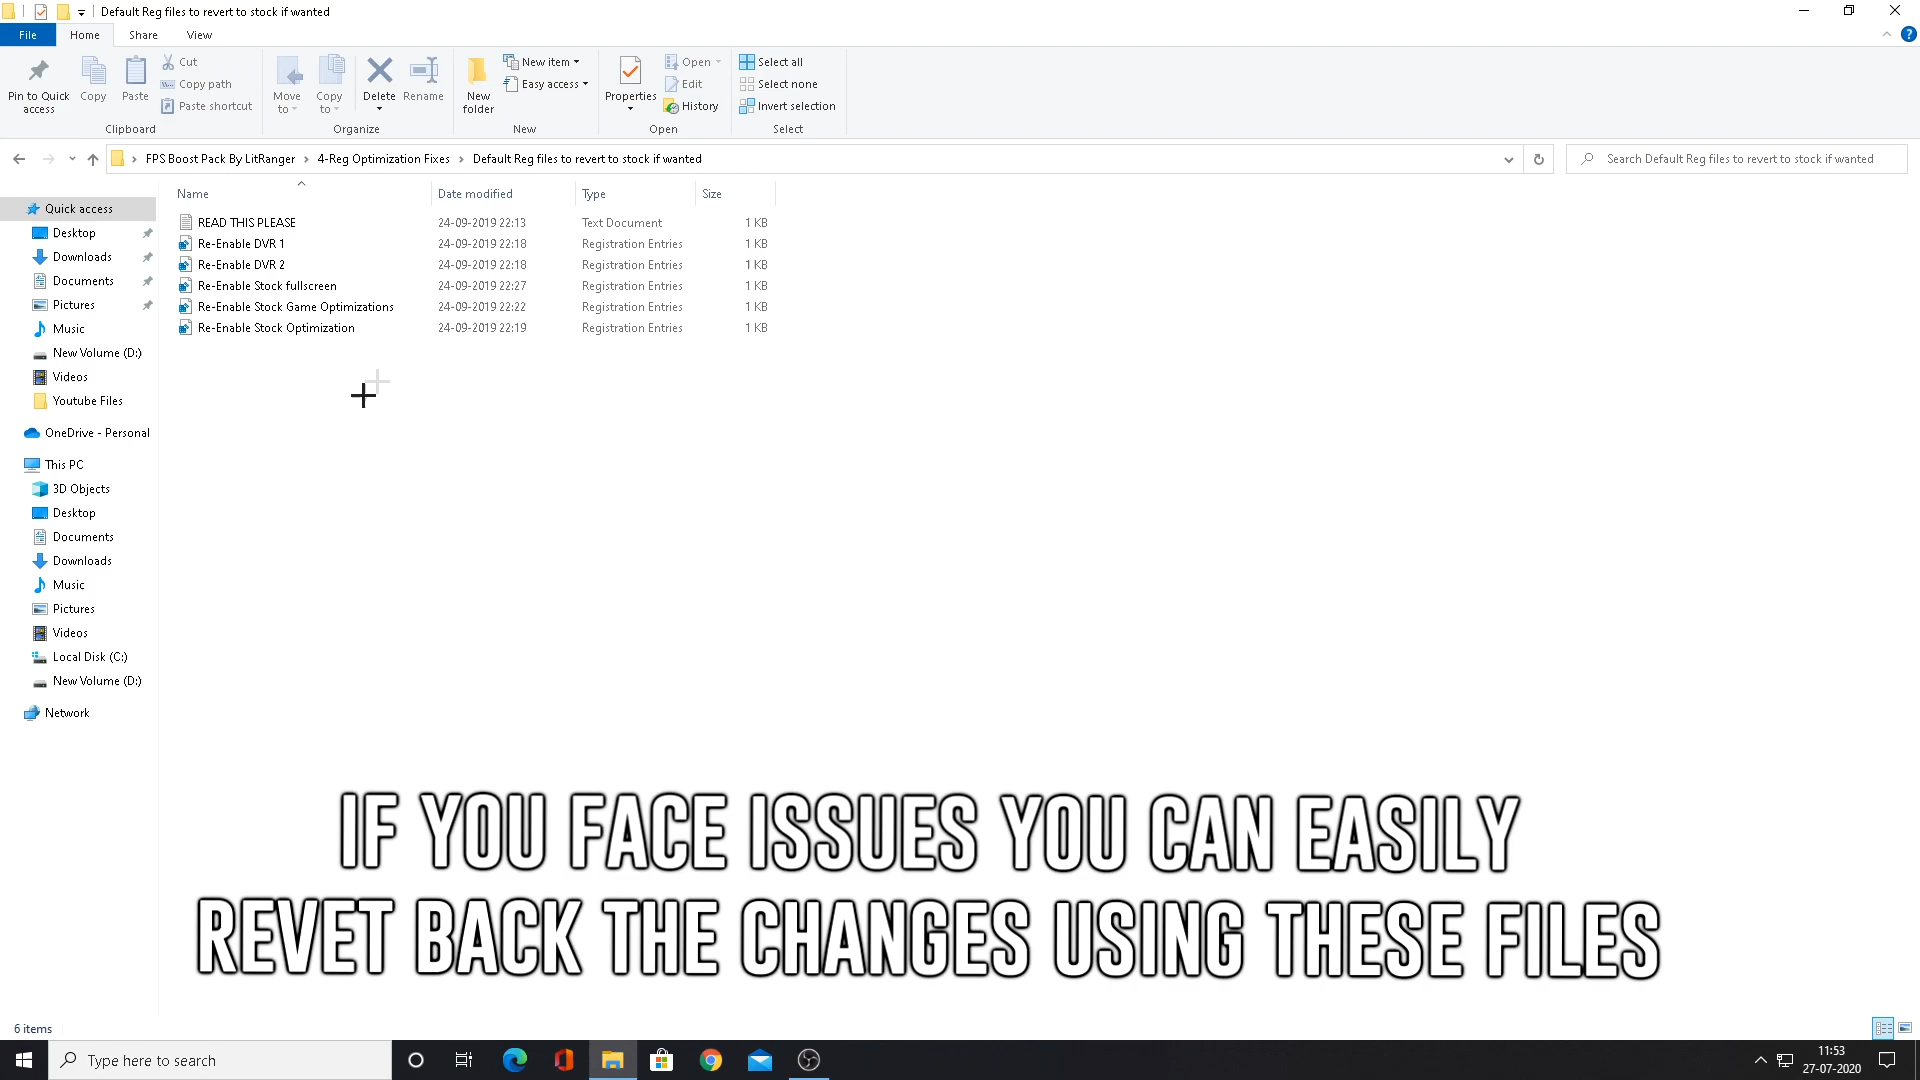 Default Reg files to revert to stock if wanted
File Home Share View
Pin to Quick access
Copy
Paste
Cut
Copy path
Paste shortcut
Clipboard
Move to
Copy to
Delete
Rename
Organize
New folder
New item
Easy access
New
Properties
Open
Edit
History
Open
Select all
Select none
Invert selection
Select
FPS Boost Pack By LitRanger › 4-Reg Optimization Fixes › Default Reg files to revert to stock if wanted
Search Default Reg files to revert to stock if wanted
Name Date modified Type Size
READ THIS PLEASE 24-09-2019 22:13 Text Document 1 KB
Re-Enable DVR 1 24-09-2019 22:18 Registration Entries 1 KB
Re-Enable DVR 2 24-09-2019 22:18 Registration Entries 1 KB
Re-Enable Stock fullscreen 24-09-2019 22:27 Registration Entries 1 KB
Re-Enable Stock Game Optimizations 24-09-2019 22:22 Registration Entries 1 KB
Re-Enable Stock Optimization 24-09-2019 22:19 Registration Entries 1 KB
Quick access
Desktop
Downloads
Documents
Pictures
Music
New Volume (D:)
Videos
Youtube Files
OneDrive - Personal
This PC
3D Objects
Desktop
Documents
Downloads
Music
Pictures
Videos
Local Disk (C:)
New Volume (D:)
Network
IF YOU FACE ISSUES YOU CAN EASILY
REVET BACK THE CHANGES USING THESE FILES
6 items
Type here to search
11:53
27-07-2020